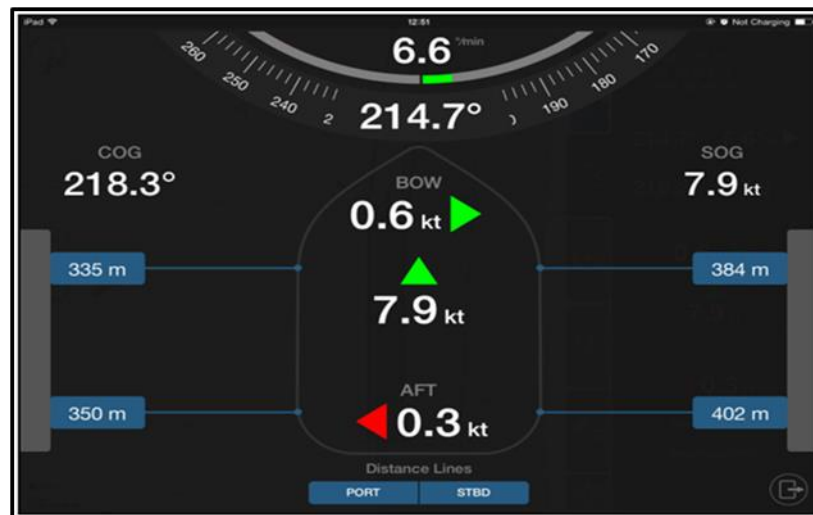 iPad 12:51 Not Charging
6.6 °/min
260 250 240 2 214.7° 0 190 180 170
COG
218.3°
SOG
7.9 kt
BOW
0.6 kt
7.9 kt
335 m
384 m
AFT
0.3 kt
350 m
402 m
Distance Lines
PORT STBD